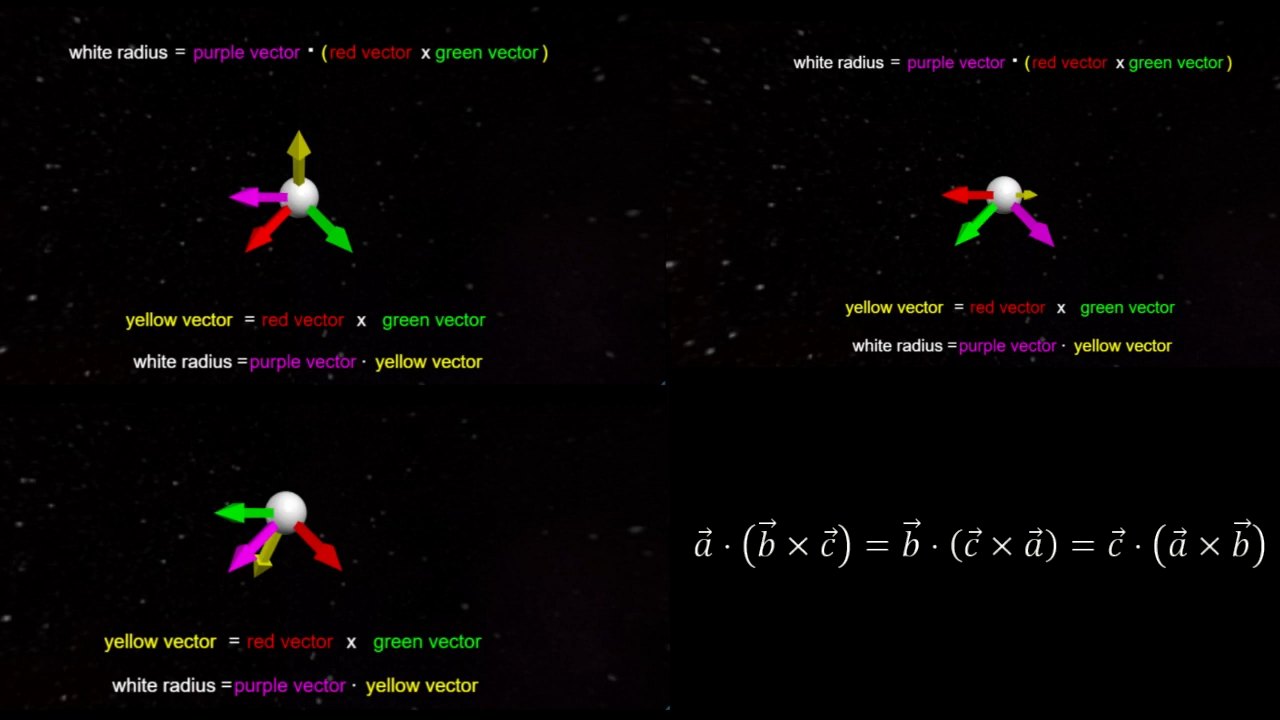 white radius = purple vector · (red vector x green vector)
yellow vector = red vector x green vector
white radius = purple vector · yellow vector
white radius = purple vector · (red vector x green vector)
yellow vector = red vector x green vector
white radius = purple vector · yellow vector
yellow vector = red vector x green vector
white radius = purple vector · yellow vector
a⃗ · (b⃗ × c⃗) = b⃗ · (c⃗ × a⃗) = c⃗ · (a⃗ × b⃗)